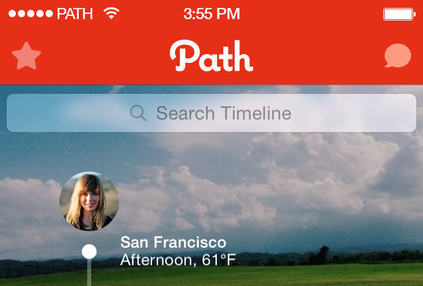 PATH 3:55 PM
Path
Search Timeline
San Francisco
Afternoon, 61°F